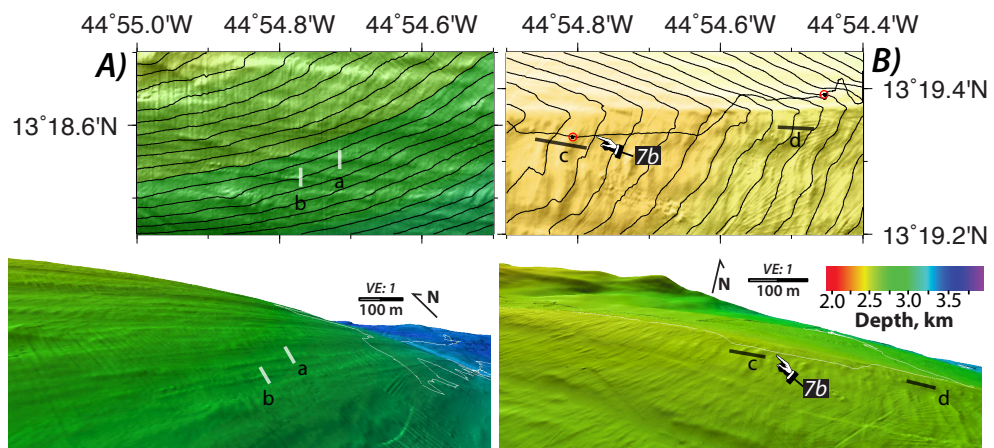 44˚55.0'W 44˚54.8'W 44˚54.6'W 44˚54.8'W 44˚54.6'W 44˚54.4'W
A) B)
13˚19.4'N
13˚18.6'N
a
b
c
7b
d
13˚19.2'N
VE: 1
100 m
N
a
b
N
VE: 1
100 m
2.0 2.5 3.0 3.5
Depth, km
c
7b
d